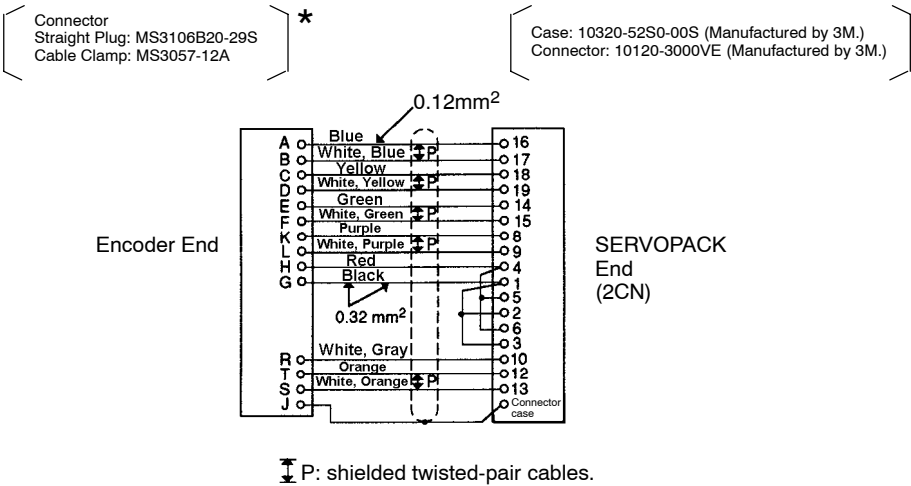 Connector
Straight Plug: MS3106B20-29S
Cable Clamp: MS3057-12A
*
Case: 10320-52S0-00S (Manufactured by 3M.)
Connector: 10120-3000VE (Manufactured by 3M.)
0.12mm2
A Blue 16
B White, Blue P 17
C Yellow 18
D White, Yellow P 19
E Green 14
F White, Green P 15
K Purple 8
L White, Purple P 9
H Red 4
G Black 1
5
0.32 mm2 2
6
3
R White, Gray 10
T Orange 12
S White, Orange P 13
J Connector
case
Encoder End
SERVOPACK
End
(2CN)
P: shielded twisted-pair cables.